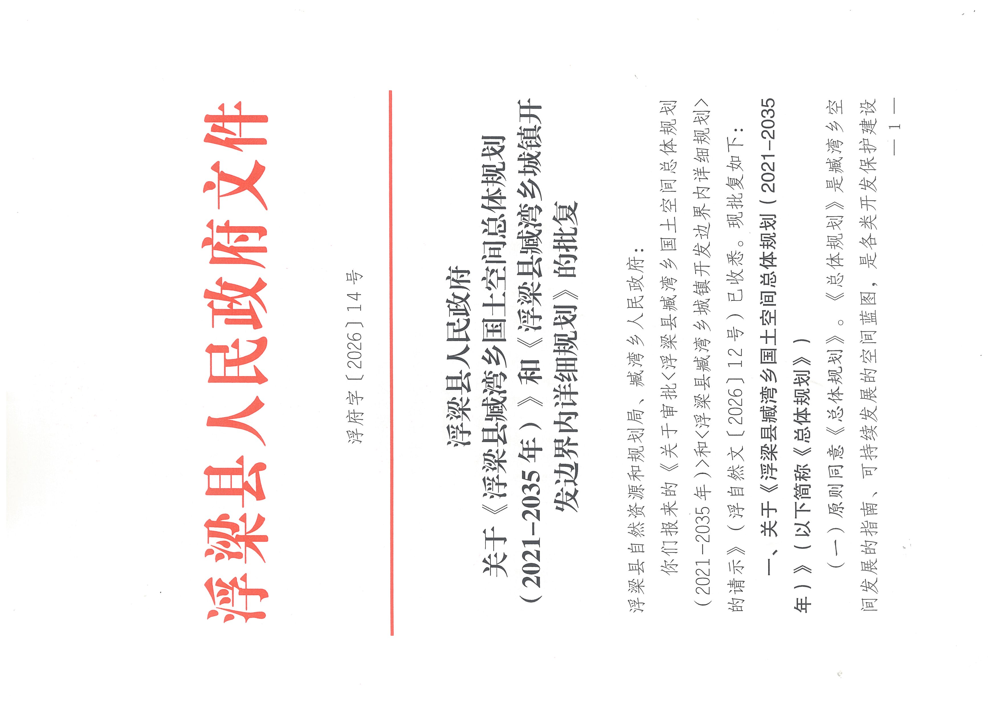 浮梁县人民政府文件
浮府字〔2026〕14号
浮梁县人民政府
关于《浮梁县臧湾乡国土空间总体规划
（2021-2035年）》和《浮梁县臧湾乡城镇开
发边界内详细规划》的批复
浮梁县自然资源和规划局、臧湾乡人民政府：
你们报来的《关于审批<浮梁县臧湾乡国土空间总体规划
（2021-2035年）>和<浮梁县臧湾乡城镇开发边界内详细规划>
的请示》（浮自然文〔2026〕12号）已收悉。现批复如下：
一、关于《浮梁县臧湾乡国土空间总体规划（2021-2035
年）》（以下简称《总体规划》）
（一）原则同意《总体规划》。《总体规划》是臧湾乡空
间发展的指南、可持续发展的空间蓝图，是各类开发保护建设
— 1 —